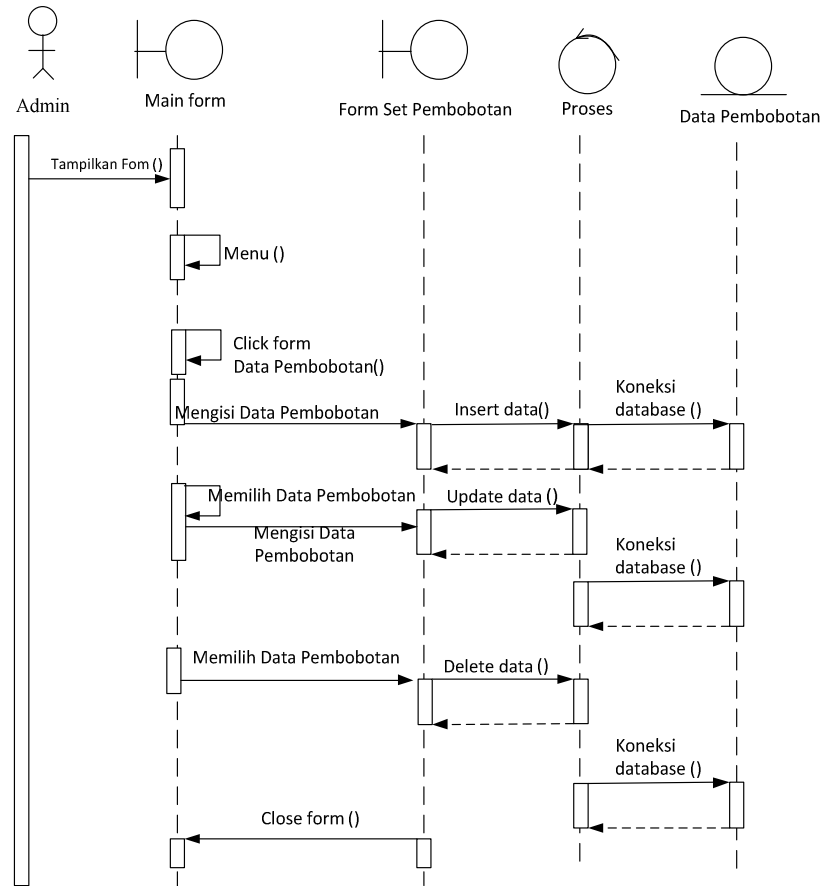 Admin
Main form
Form Set Pembobotan
Proses
Data Pembobotan
Tampilkan Fom ()
Menu ()
Click form
Data Pembobotan()
Mengisi Data Pembobotan
Insert data()
Koneksi
database ()
Memilih Data Pembobotan
Update data ()
Mengisi Data
Pembobotan
Koneksi
database ()
Memilih Data Pembobotan
Delete data ()
Koneksi
database ()
Close form ()